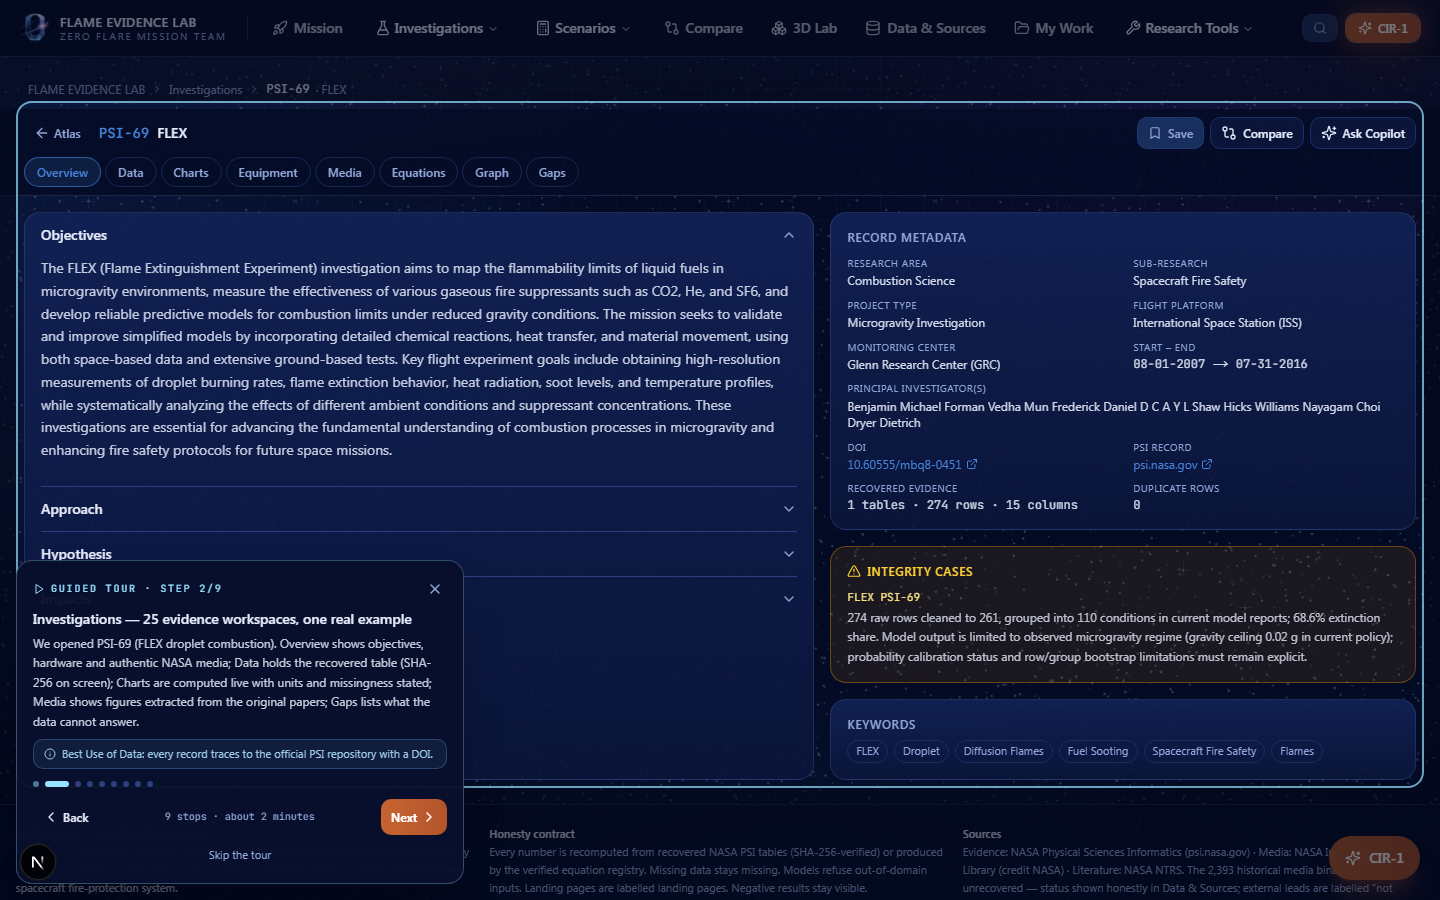 FLAME EVIDENCE LAB
ZERO FLARE MISSION TEAM
Mission
Investigations
Scenarios
Compare
3D Lab
Data & Sources
My Work
Research Tools
CIR-1
FLAME EVIDENCE LAB > Investigations > PSI-69 · FLEX
Atlas
PSI-69 FLEX
Save
Compare
Ask Copilot
Overview
Data
Charts
Equipment
Media
Equations
Graph
Gaps
Objectives
The FLEX (Flame Extinguishment Experiment) investigation aims to map the flammability limits of liquid fuels in
microgravity environments, measure the effectiveness of various gaseous fire suppressants such as CO2, He, and SF6, and
develop reliable predictive models for combustion limits under reduced gravity conditions. The mission seeks to validate
and improve simplified models by incorporating detailed chemical reactions, heat transfer, and material movement, using
both space-based data and extensive ground-based tests. Key flight experiment goals include obtaining high-resolution
measurements of droplet burning rates, flame extinction behavior, heat radiation, soot levels, and temperature profiles,
while systematically analyzing the effects of different ambient conditions and suppressant concentrations. These
investigations are essential for advancing the fundamental understanding of combustion processes in microgravity and
enhancing fire safety protocols for future space missions.
Approach
Hypothesis
Impacts
RECORD METADATA
RESEARCH AREA
Combustion Science
SUB-RESEARCH
Spacecraft Fire Safety
PROJECT TYPE
Microgravity Investigation
FLIGHT PLATFORM
International Space Station (ISS)
MONITORING CENTER
Glenn Research Center (GRC)
START – END
08-01-2007 → 07-31-2016
PRINCIPAL INVESTIGATOR(S)
Benjamin Michael Forman Vedha Mun Frederick Daniel D C A Y L Shaw Hicks Williams Nayagam Choi
Dryer Dietrich
DOI
10.60555/mbq8-0451
PSI RECORD
psi.nasa.gov
RECOVERED EVIDENCE
1 tables · 274 rows · 15 columns
DUPLICATE ROWS
0
INTEGRITY CASES
FLEX PSI-69
274 raw rows cleaned to 261, grouped into 110 conditions in current model reports; 68.6% extinction
share. Model output is limited to observed microgravity regime (gravity ceiling 0.02 g in current policy);
probability calibration status and row/group bootstrap limitations must remain explicit.
KEYWORDS
FLEX
Droplet
Diffusion Flames
Fuel Sooting
Spacecraft Fire Safety
Flames
GUIDED TOUR · STEP 2/9
Investigations — 25 evidence workspaces, one real example
We opened PSI-69 (FLEX droplet combustion). Overview shows objectives,
hardware and authentic NASA media; Data holds the recovered table (SHA-
256 on screen); Charts are computed live with units and missingness stated;
Media shows figures extracted from the original papers; Gaps lists what the
data cannot answer.
Best Use of Data: every record traces to the official PSI repository with a DOI.
Back
9 stops · about 2 minutes
Next
Skip the tour
N
spacecraft fire-protection system.
Honesty contract
Every number is recomputed from recovered NASA PSI tables (SHA-256-verified) or produced
by the verified equation registry. Missing data stays missing. Models refuse out-of-domain
inputs. Landing pages are labelled landing pages. Negative results stay visible.
Sources
Evidence: NASA Physical Sciences Informatics (psi.nasa.gov) · Media: NASA
Library (credit NASA) · Literature: NASA NTRS. The 2,393 historical media
unrecovered — status shown honestly in Data & Sources; external leads are labelled "not
CIR-1